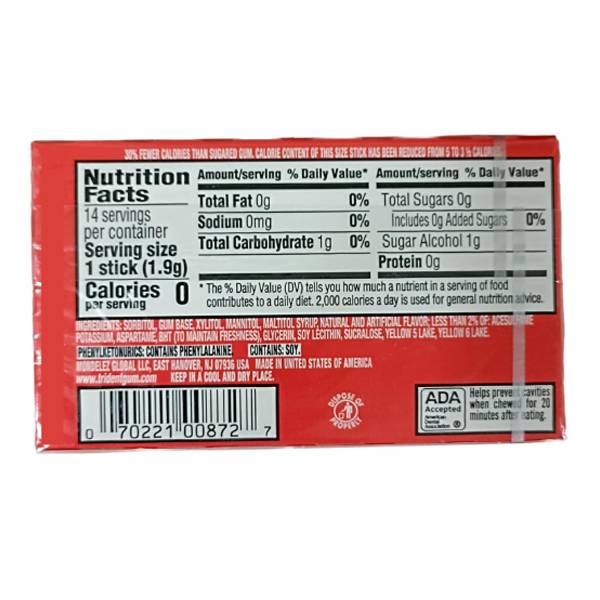 30% FEWER CALORIES THAN SUGARED GUM. CALORIE CONTENT OF THIS SIZE STICK HAS BEEN REDUCED FROM 5 TO 3 ½
Nutrition
Facts
14 servings
per container
Serving size
1 stick (1.9g)
Calories 0
per serving
Amount/serving % Daily Value*
Total Fat 0g 0%
Sodium 0mg 0%
Total Carbohydrate 1g 0%
Amount/serving % Daily Value*
Total Sugars 0g
Includes 0g Added Sugars 0%
Sugar Alcohol 1g
Protein 0g
* The % Daily Value (DV) tells you how much a nutrient in a serving of food
contributes to a daily diet. 2,000 calories a day is used for general nutrition advice.
INGREDIENTS: SORBITOL, GUM BASE, XYLITOL, MANNITOL, MALTITOL SYRUP, NATURAL AND ARTIFICIAL FLAVOR; LESS THAN 2% OF: ACESULFAME
POTASSIUM, ASPARTAME, BHT (TO MAINTAIN FRESHNESS), GLYCERIN, SOY LECITHIN, SUCRALOSE, YELLOW 5 LAKE, YELLOW 6 LAKE.
PHENYLKETONURICS: CONTAINS PHENYLALANINE. CONTAINS: SOY.
MONDELEZ GLOBAL LLC, EAST HANOVER, NJ 07936 USA MADE IN UNITED STATES OF AMERICA
www.tridentgum.com KEEP IN A COOL AND DRY PLACE.
0 70221 00872 7
DISPOSE OF
PROPERLY
ADA
Accepted
American
Dental
Association
Helps prevent cavities
when chewed for 20
minutes after eating.